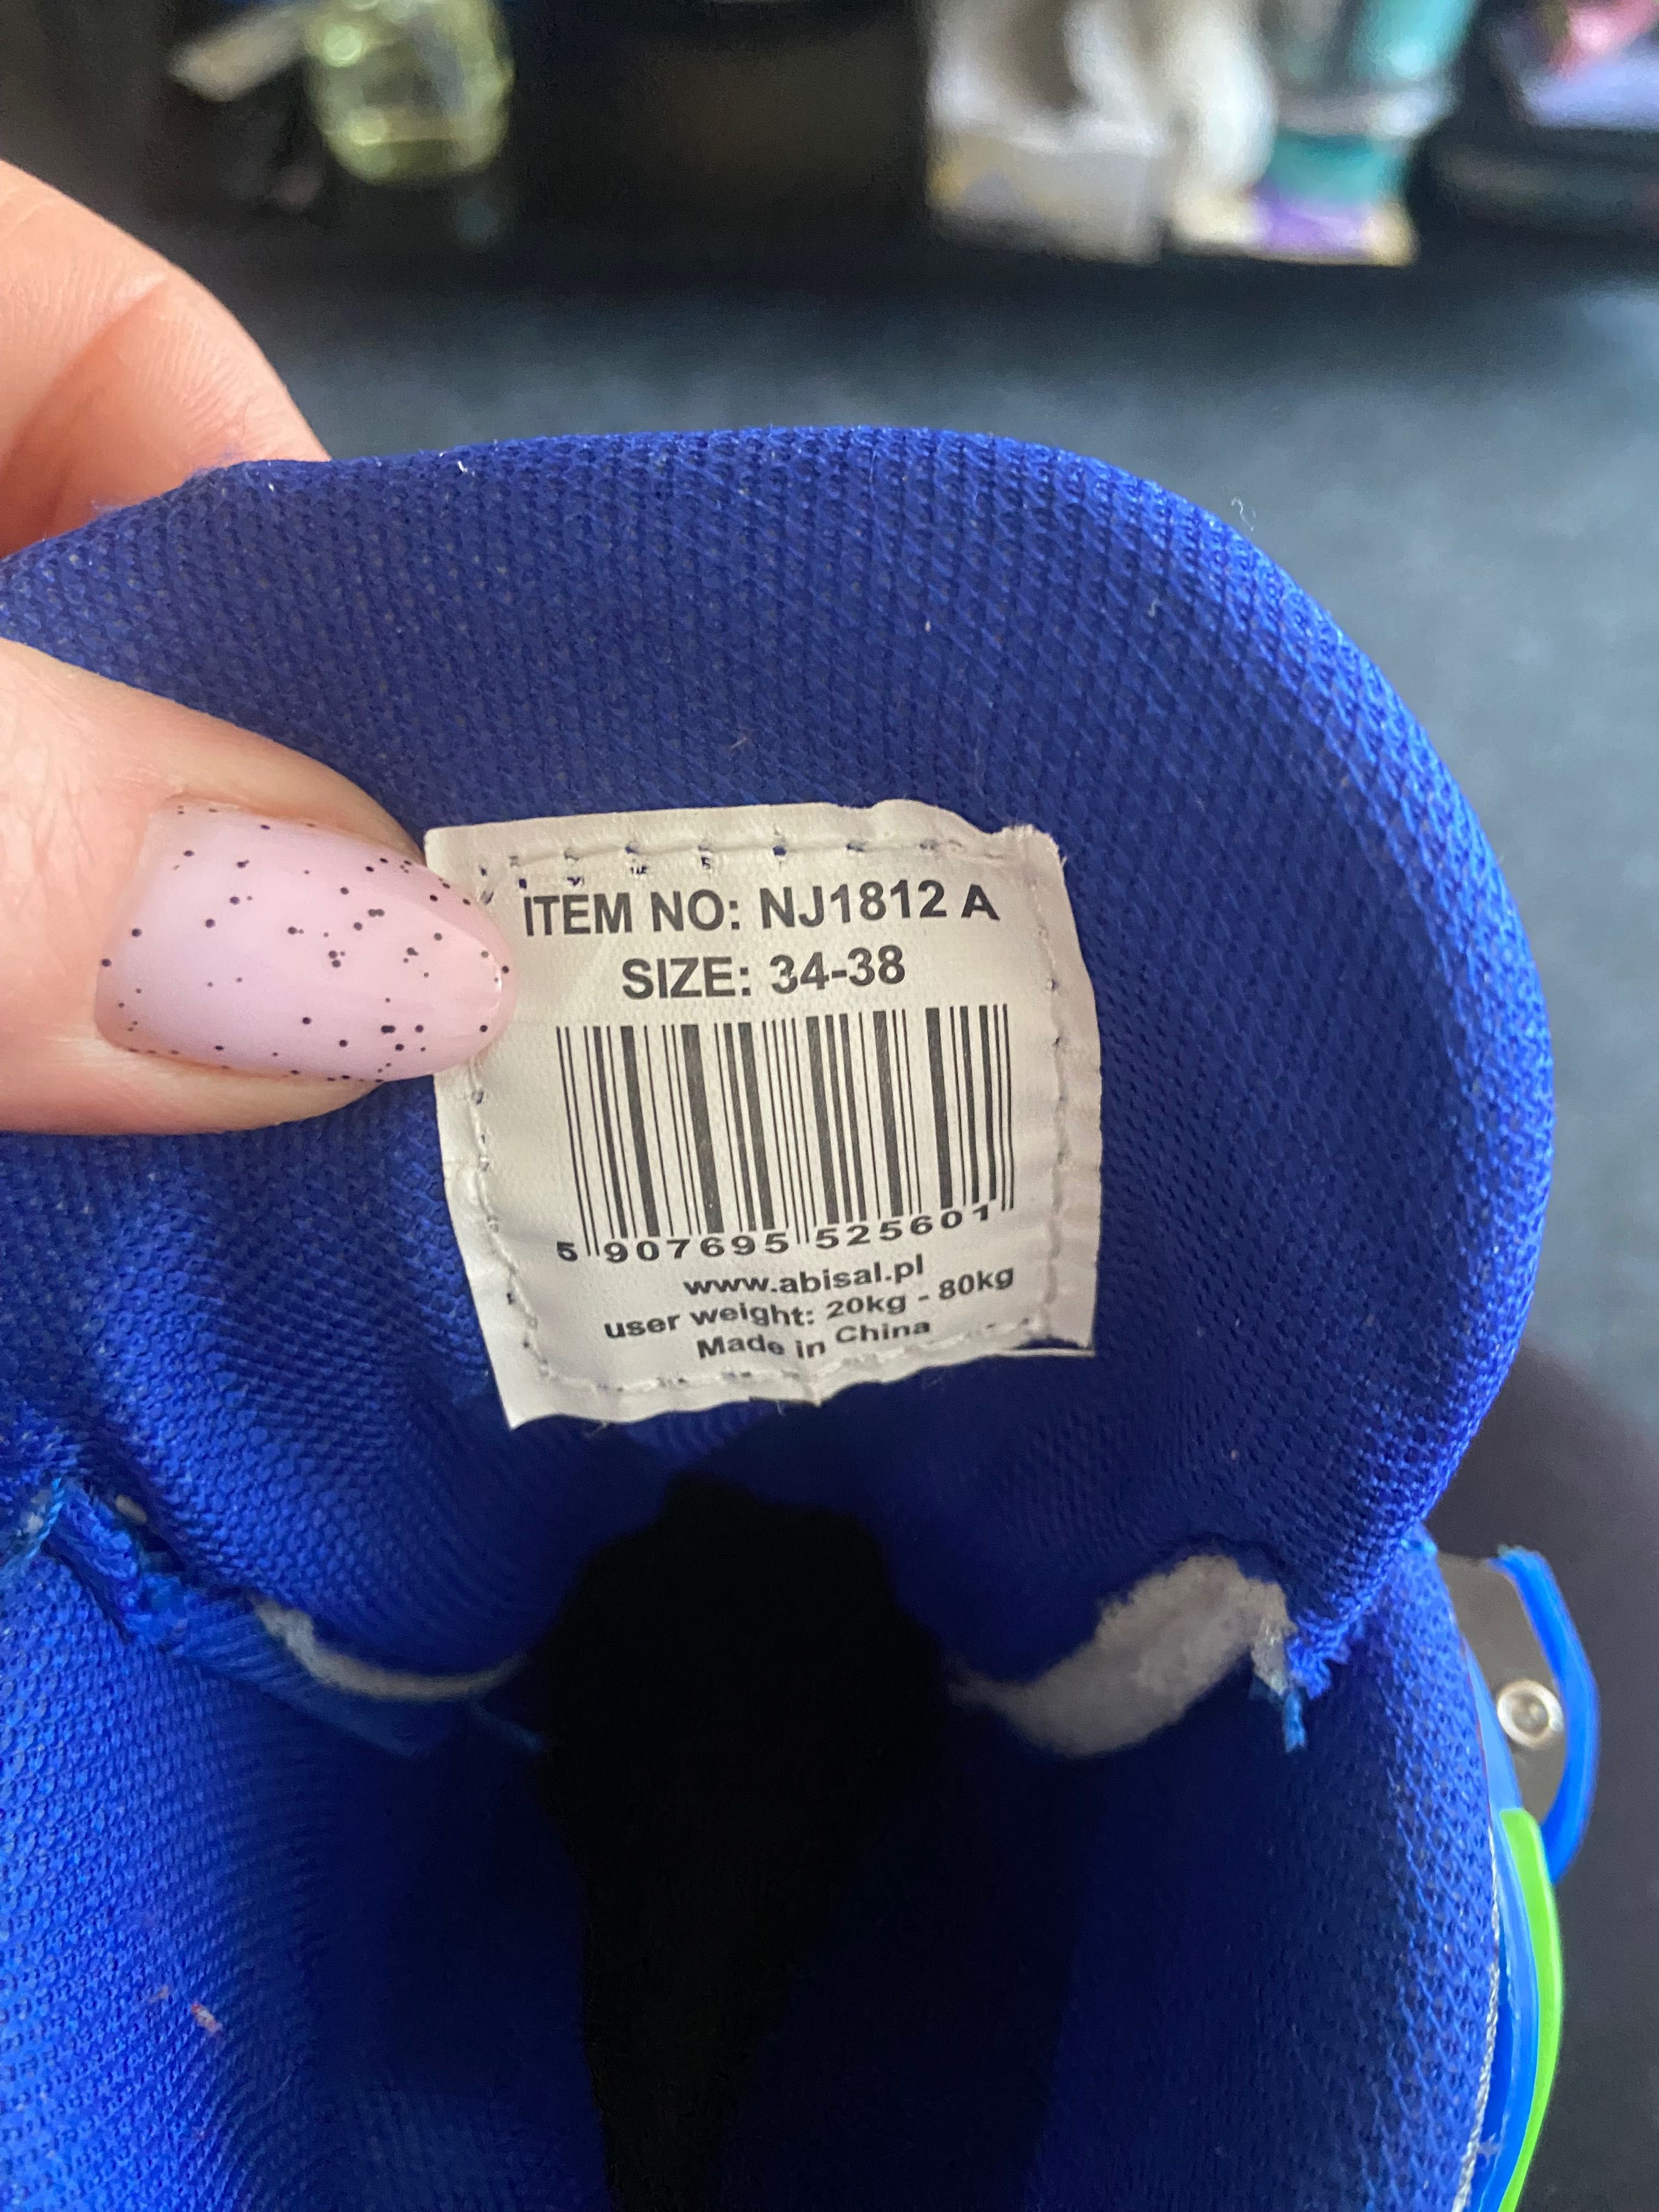 ITEM NO: NJ1812 A
SIZE: 34-38
5 907695 525601
www.abisal.pl
user weight: 20kg - 80kg
Made in China